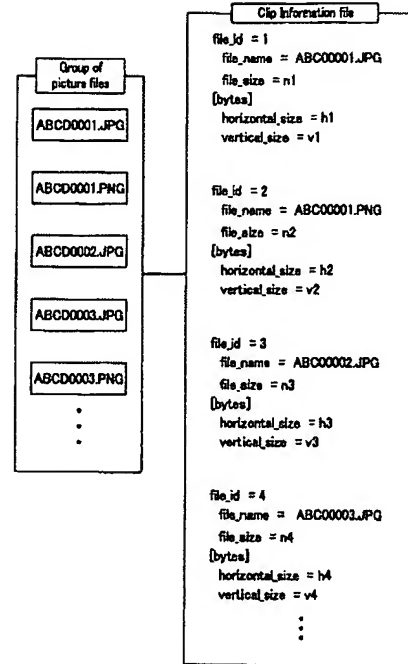 Group of
picture files
ABCD0001.JPG
ABCD0001.PNG
ABCD0002.JPG
ABCD0003.JPG
ABCD0003.PNG
Clip Information file
file_id = 1
file_name = ABC00001.JPG
file_size = n1
[bytes]
horizontal_size = h1
vertical_size = v1
file_id = 2
file_name = ABC00001.PNG
file_size = n2
[bytes]
horizontal_size = h2
vertical_size = v2
file_id = 3
file_name = ABC00002.JPG
file_size = n3
[bytes]
horizontal_size = h3
vertical_size = v3
file_id = 4
file_name = ABC00003.JPG
file_size = n4
[bytes]
horizontal_size = h4
vertical_size = v4